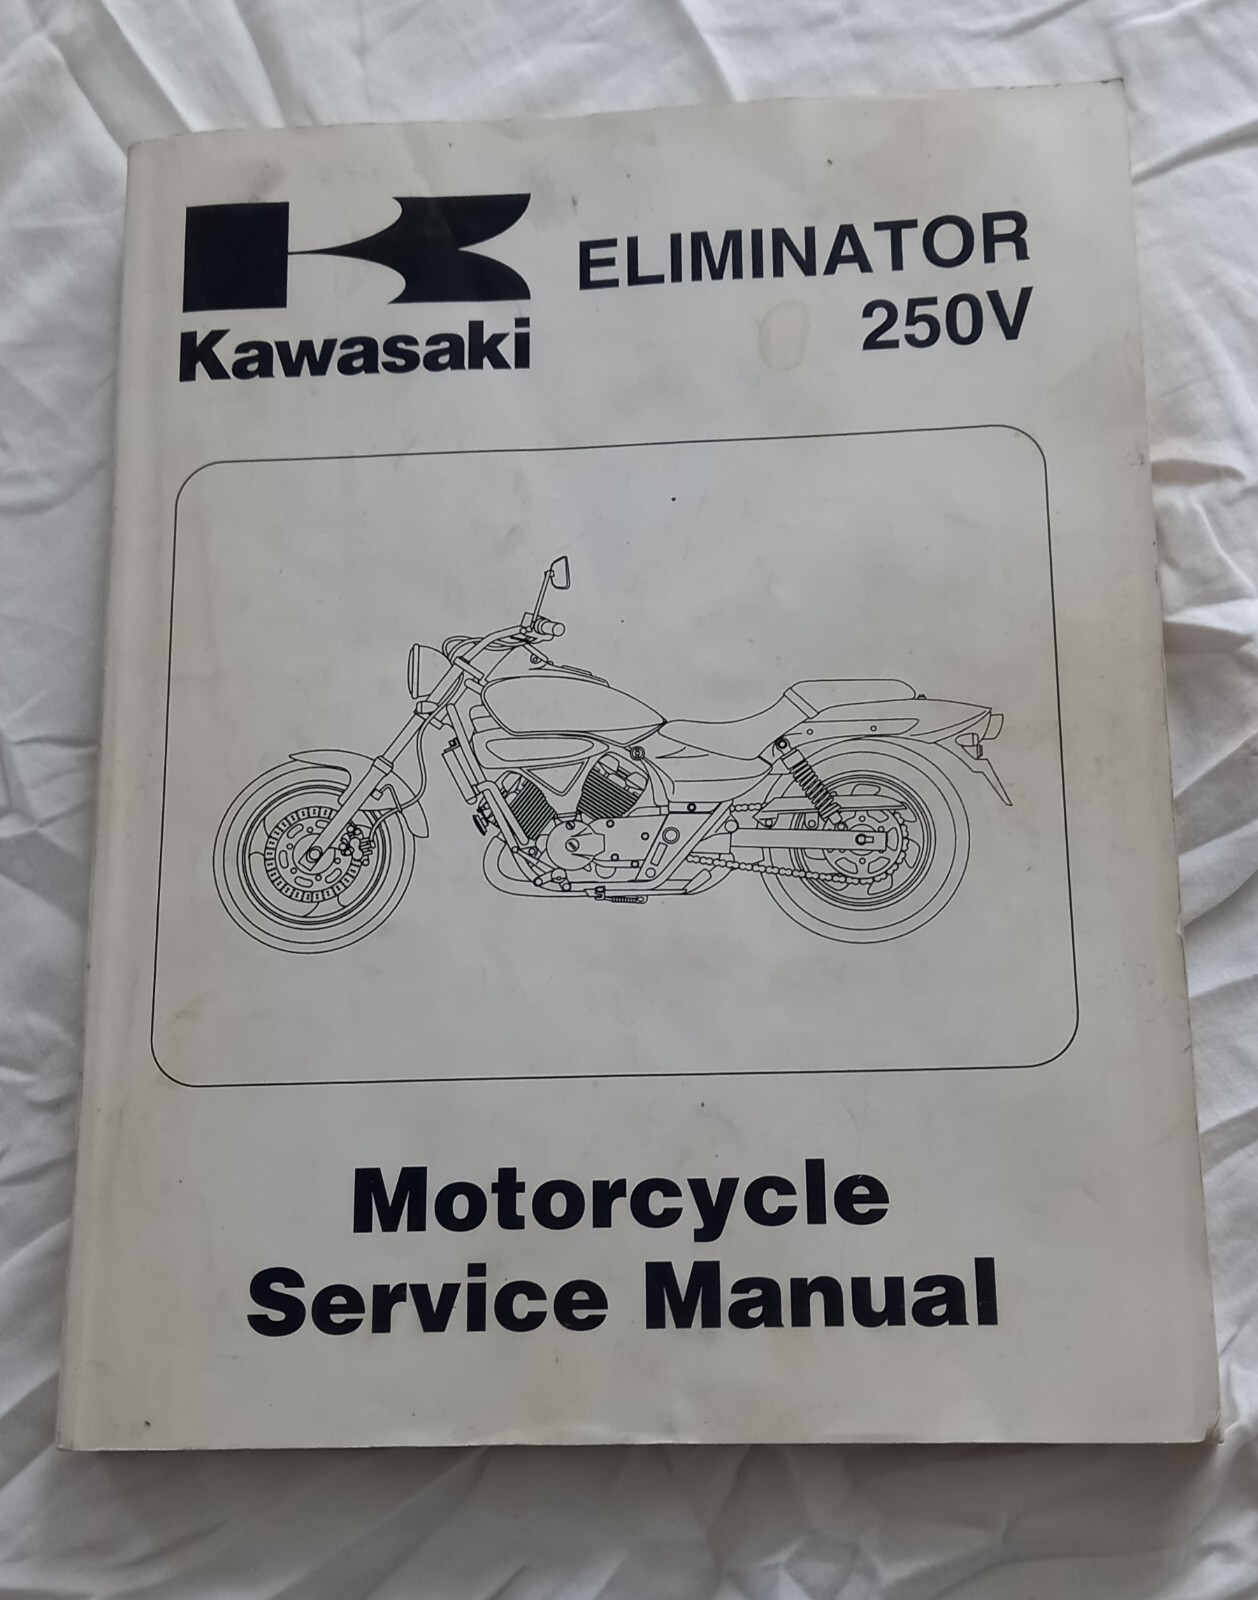 Kawasaki
ELIMINATOR
250V
Motorcycle
Service Manual